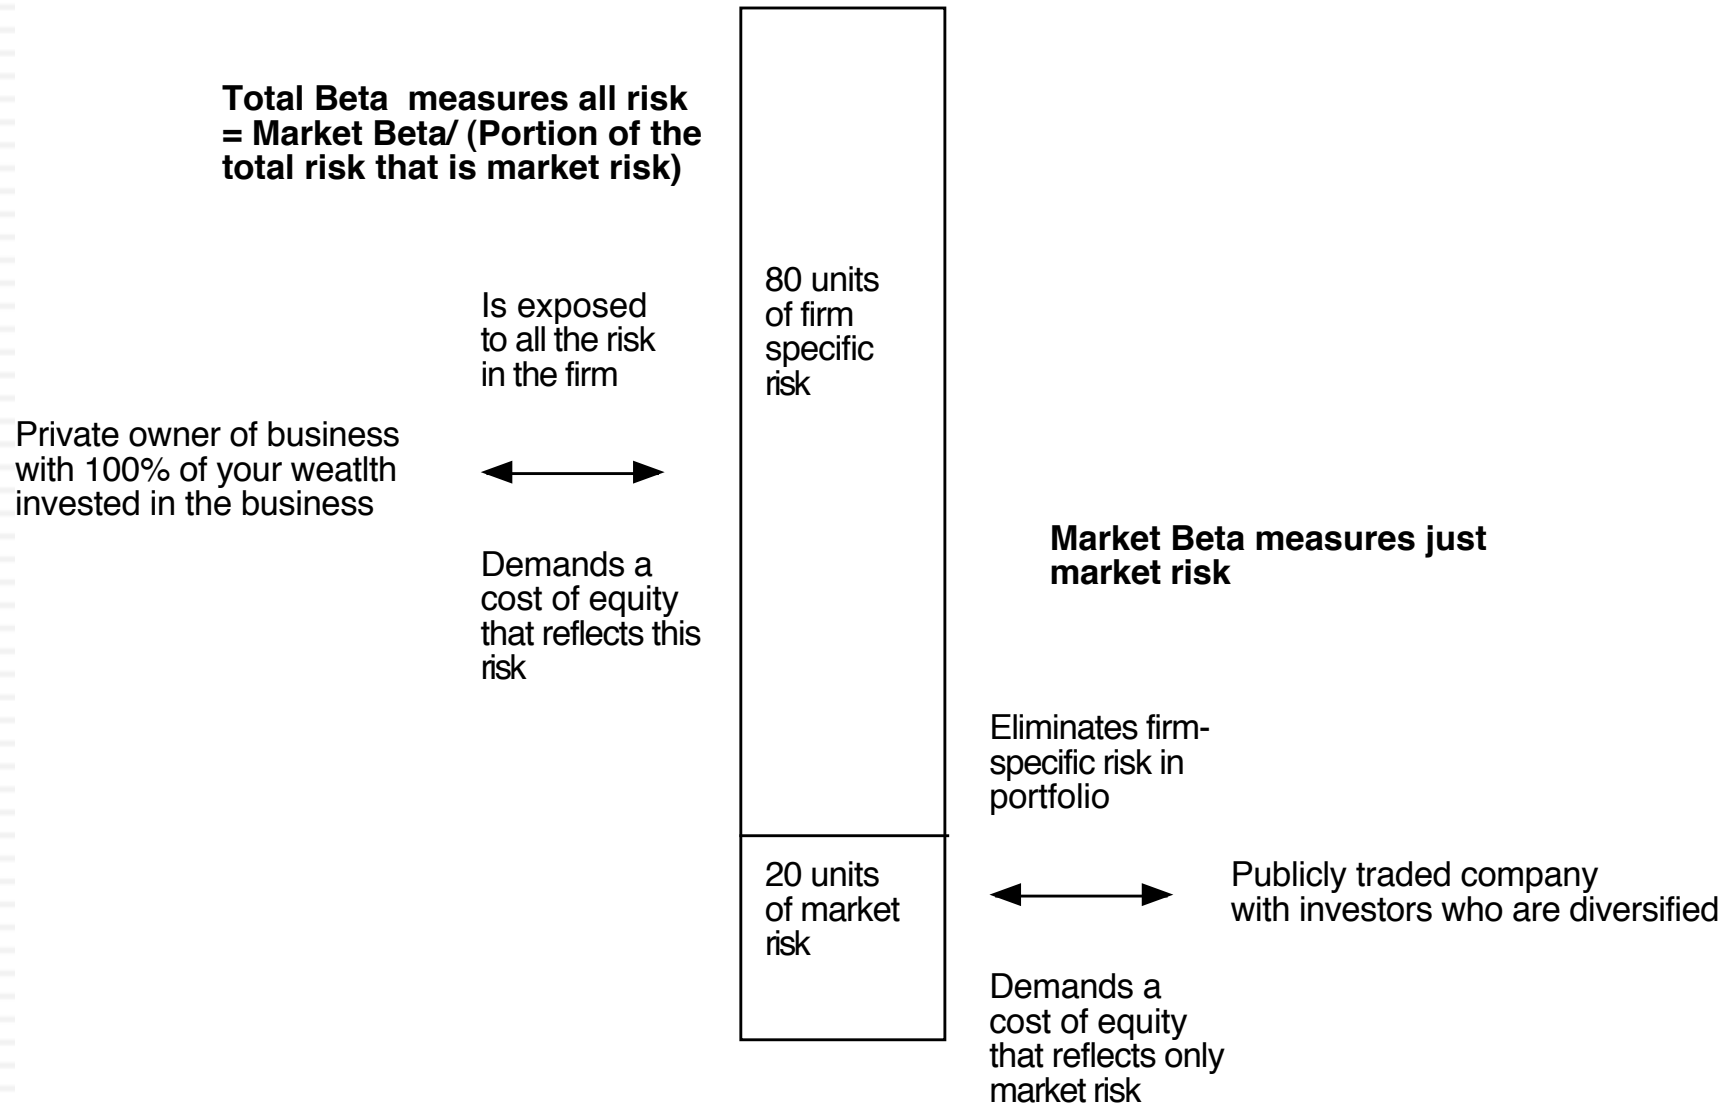 Total Beta  measures all risk
= Market Beta/ (Portion of the
total risk that is market risk)
80 units
of firm
specific
risk
Is exposed
to all the risk
in the firm
Private owner of business
with 100% of your weatlth
invested in the business
Demands a
cost of equity
that reflects this
risk
Market Beta measures just
market risk
Eliminates firm-
specific risk in
portfolio
20 units
of market
risk
Publicly traded company
with investors who are diversified
Demands a
cost of equity
that reflects only
market risk